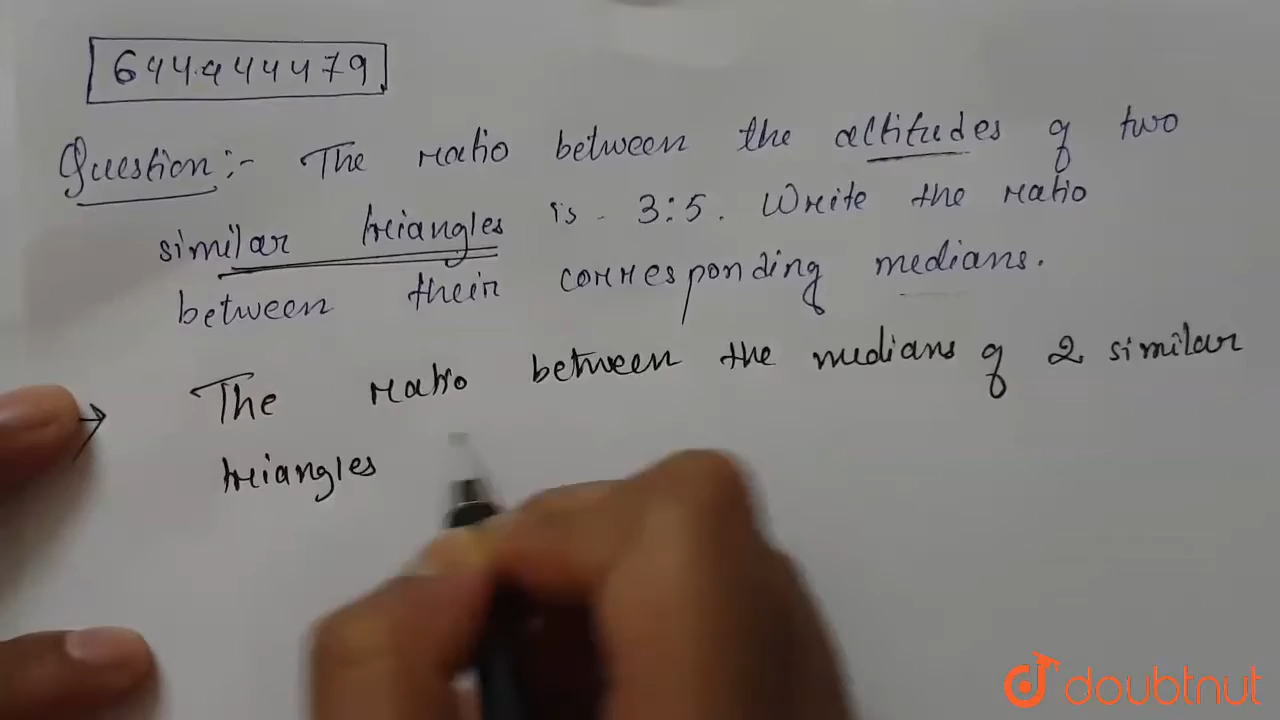 644444479
Question:- The ratio between the altitudes of two
similar triangles is 3:5. Write the ratio
between their corresponding medians.
→ The ratio between the medians of 2 similar
triangles
doubtnut